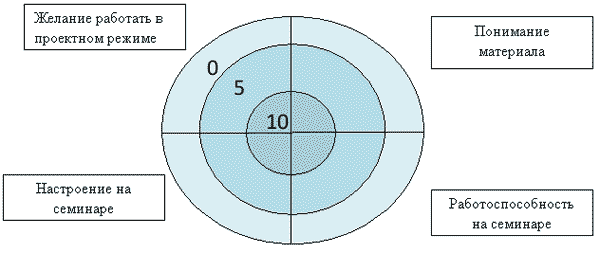 Желание работать в
проектном режиме
Понимание
материала
0
5
10
Настроение на
семинаре
Работоспособность
на семинаре